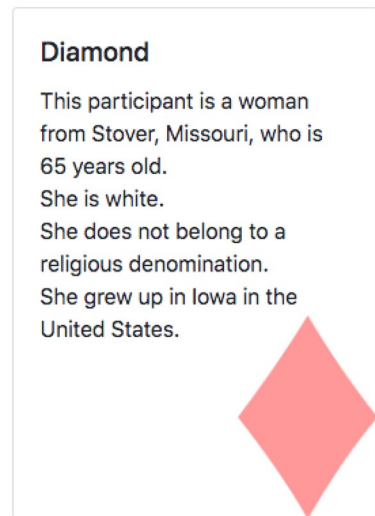 Diamond
This participant is a woman
from Stover, Missouri, who is
65 years old.
She is white.
She does not belong to a
religious denomination.
She grew up in Iowa in the
United States.